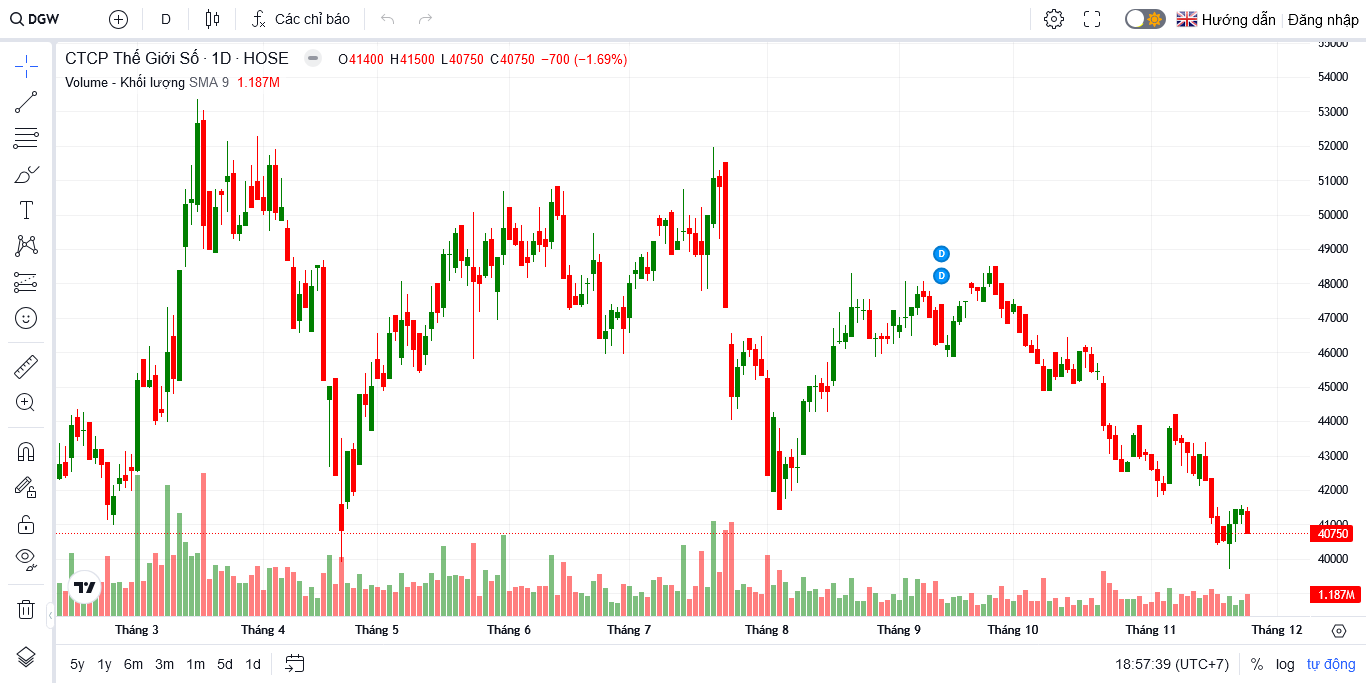 DGW D Các chỉ báo Hướng dẫn Đăng nhập
CTCP Thế Giới Số · 1D · HOSE O41400 H41500 L40750 C40750 −700 (−1.69%)
Volume - Khối lượng SMA 9 1.187M
55000
54000
53000
52000
51000
50000
49000
D
D
48000
47000
46000
45000
44000
43000
42000
41000
40750
40000
1.187M
Tháng 3 Tháng 4 Tháng 5 Tháng 6 Tháng 7 Tháng 8 Tháng 9 Tháng 10 Tháng 11 Tháng 12
5y 1y 6m 3m 1m 5d 1d 18:57:39 (UTC+7) % log tự động